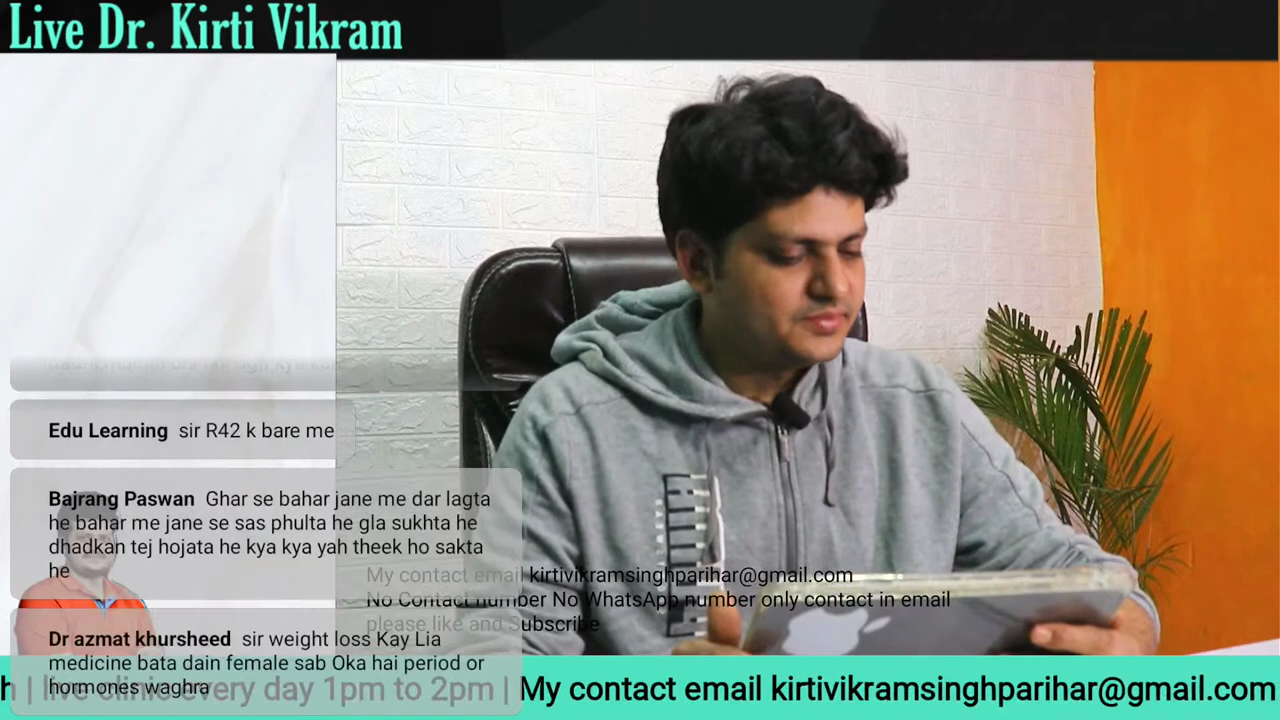 Live Dr. Kirti Vikram
Edu Learning sir R42 k bare me
Bajrang Paswan Ghar se bahar jane me dar lagta
he bahar me jane se sas phulta he gla sukhta he
dhadkan tej hojata he kya kya yah theek ho sakta
he
Dr azmat khursheed sir weight loss Kay Lia
medicine bata dain female sab Oka hai period or
hormones waghra
My contact email kirtivikramsinghparihar@gmail.com
No Contact number No WhatsApp number only contact in email
please like and Subscribe
h | live clinic every day 1pm to 2pm | My contact email kirtivikramsinghparihar@gmail.com